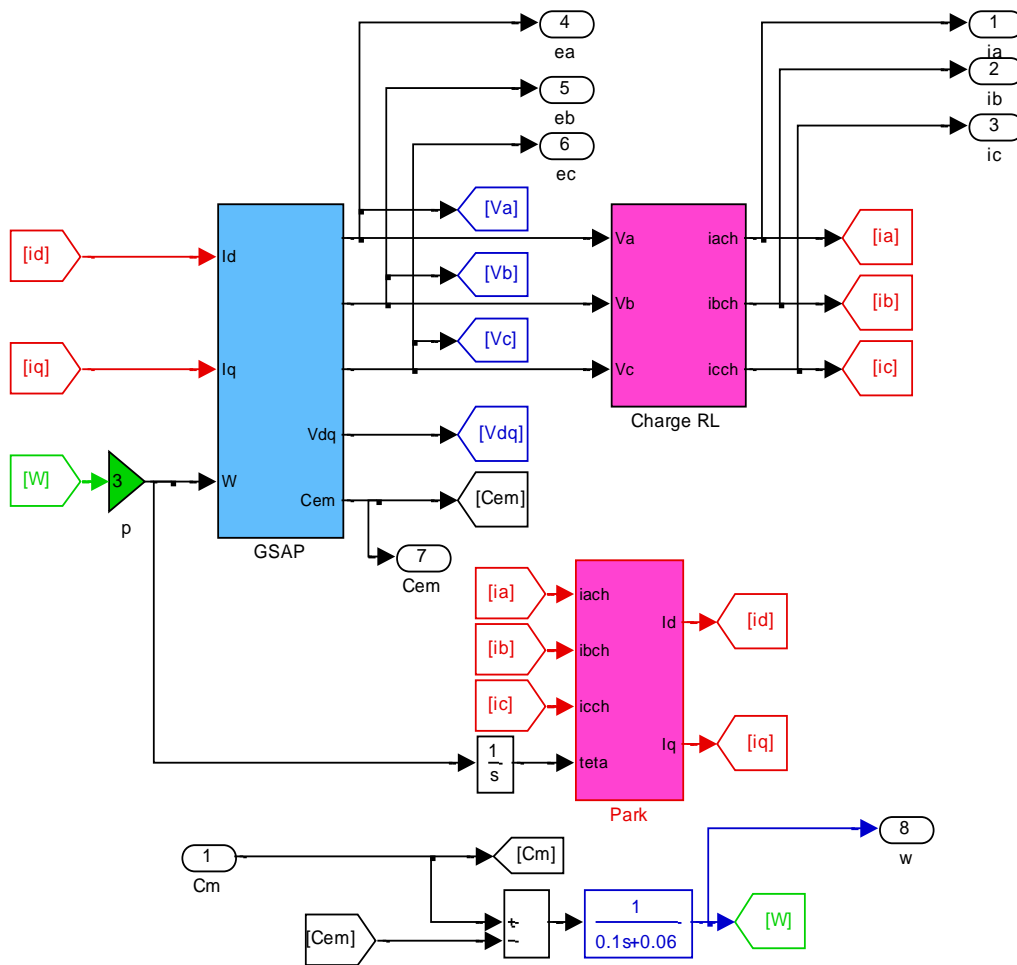 4
ea
5
eb
6
ec
1
ia
2
ib
3
ic
[id]
[iq]
[W]
3
p
Id
Iq
W
Vdq
Cem
GSAP
[Va]
[Vb]
[Vc]
[Vdq]
[Cem]
7
Cem
Va
Vb
Vc
iach
ibch
icch
Charge RL
[ia]
[ib]
[ic]
[ia]
[ib]
[ic]
1
s
iach
ibch
icch
teta
Id
Iq
Park
[id]
[iq]
1
Cm
[Cm]
[Cem]
+
−
1
0.1s+0.06
8
w
[W]